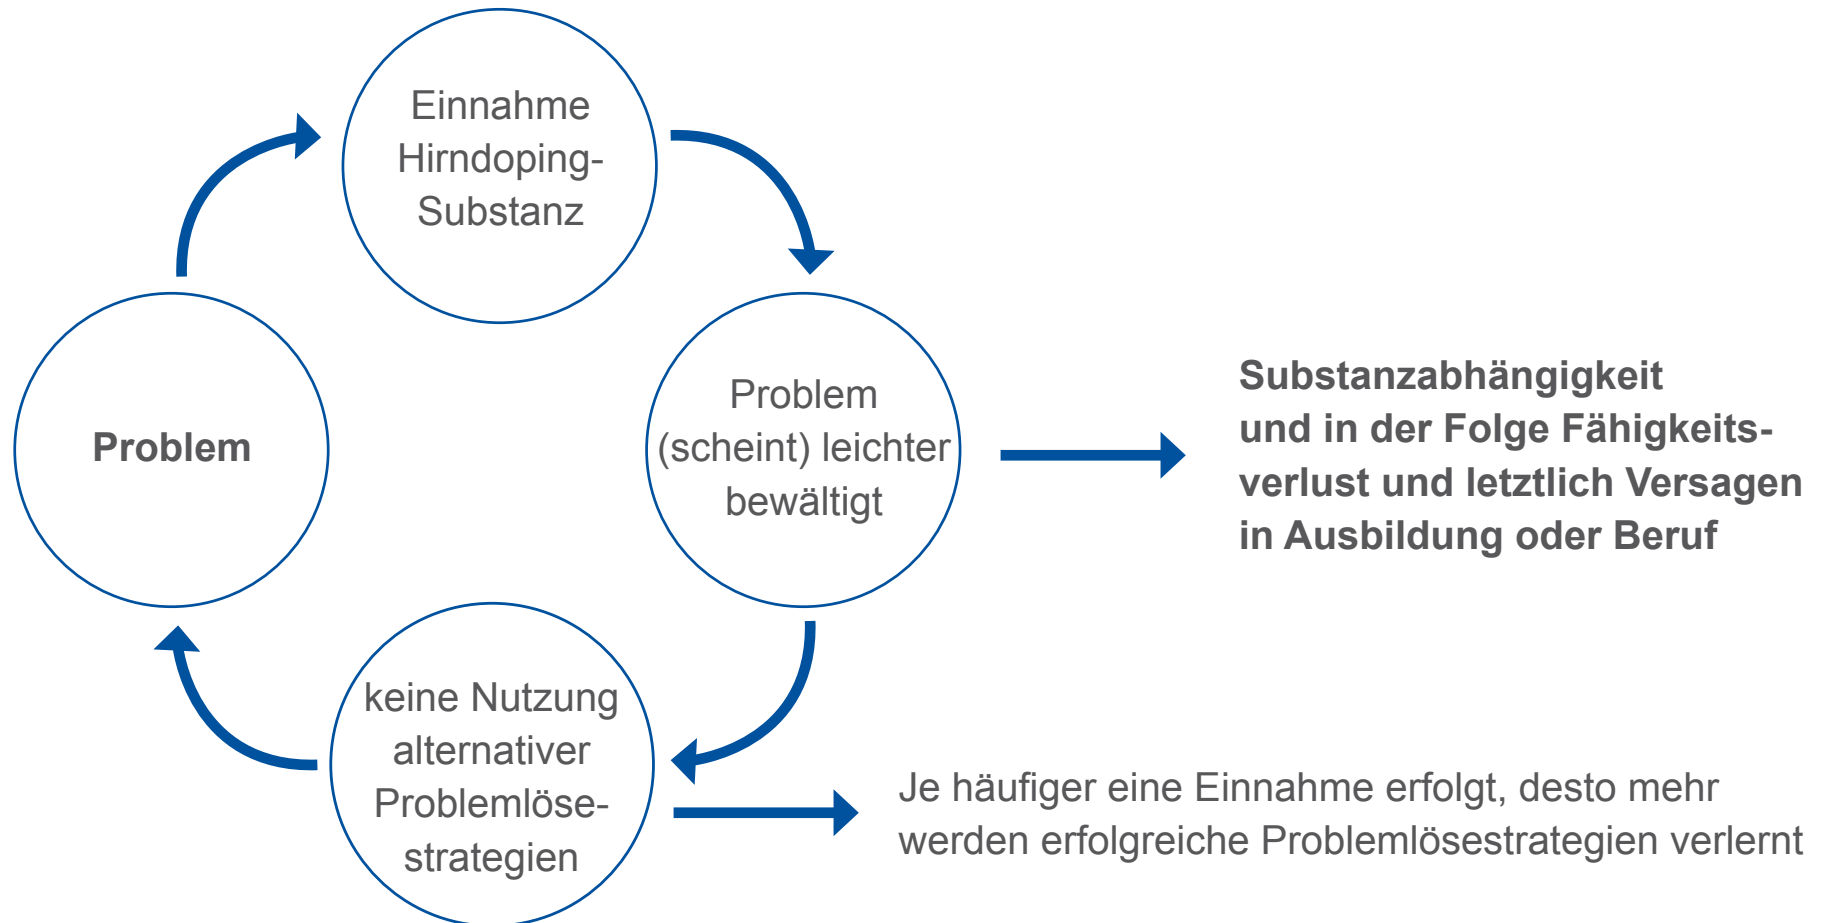 Einnahme
Hirndoping-
Substanz
Problem
(scheint) leichter
bewältigt
Substanzabhängigkeit
und in der Folge Fähigkeits-
verlust und letztlich Versagen
in Ausbildung oder Beruf
Problem
keine Nutzung
alternativer
Problemlöse-
strategien
Je häufiger eine Einnahme erfolgt, desto mehr
werden erfolgreiche Problemlösestrategien verlernt